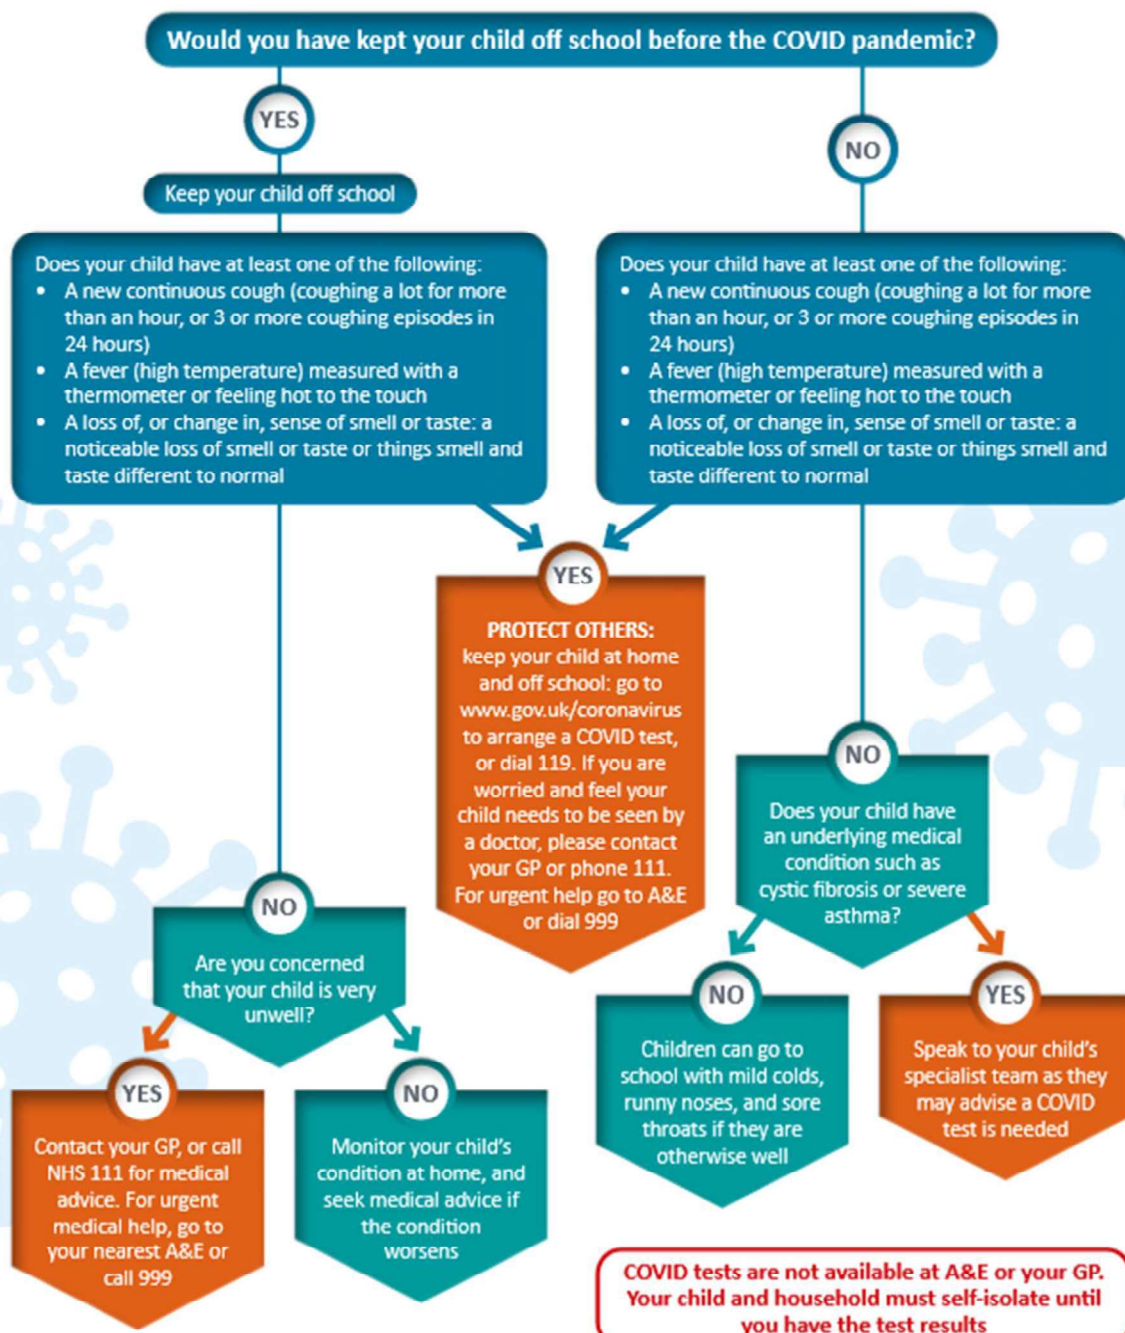 Would you have kept your child off school before the COVID pandemic?
YES
NO
Keep your child off school
Does your child have at least one of the following:
• A new continuous cough (coughing a lot for more
than an hour, or 3 or more coughing episodes in
24 hours)
• A fever (high temperature) measured with a
thermometer or feeling hot to the touch
• A loss of, or change in, sense of smell or taste: a
noticeable loss of smell or taste or things smell and
taste different to normal
Does your child have at least one of the following:
• A new continuous cough (coughing a lot for more
than an hour, or 3 or more coughing episodes in
24 hours)
• A fever (high temperature) measured with a
thermometer or feeling hot to the touch
• A loss of, or change in, sense of smell or taste: a
noticeable loss of smell or taste or things smell and
taste different to normal
YES
PROTECT OTHERS:
keep your child at home
and off school: go to
www.gov.uk/coronavirus
to arrange a COVID test,
or dial 119. If you are
worried and feel your
child needs to be seen by
a doctor, please contact
your GP or phone 111.
For urgent help go to A&E
or dial 999
NO
Does your child have
an underlying medical
condition such as
cystic fibrosis or severe
asthma?
NO
Are you concerned
that your child is very
unwell?
NO
Children can go to
school with mild colds,
runny noses, and sore
throats if they are
otherwise well
YES
Speak to your child's
specialist team as they
may advise a COVID
test is needed
YES
Contact your GP, or call
NHS 111 for medical
advice. For urgent
medical help, go to
your nearest A&E or
call 999
NO
Monitor your child's
condition at home, and
seek medical advice if
the condition
worsens
COVID tests are not available at A&E or your GP.
Your child and household must self-isolate until
you have the test results